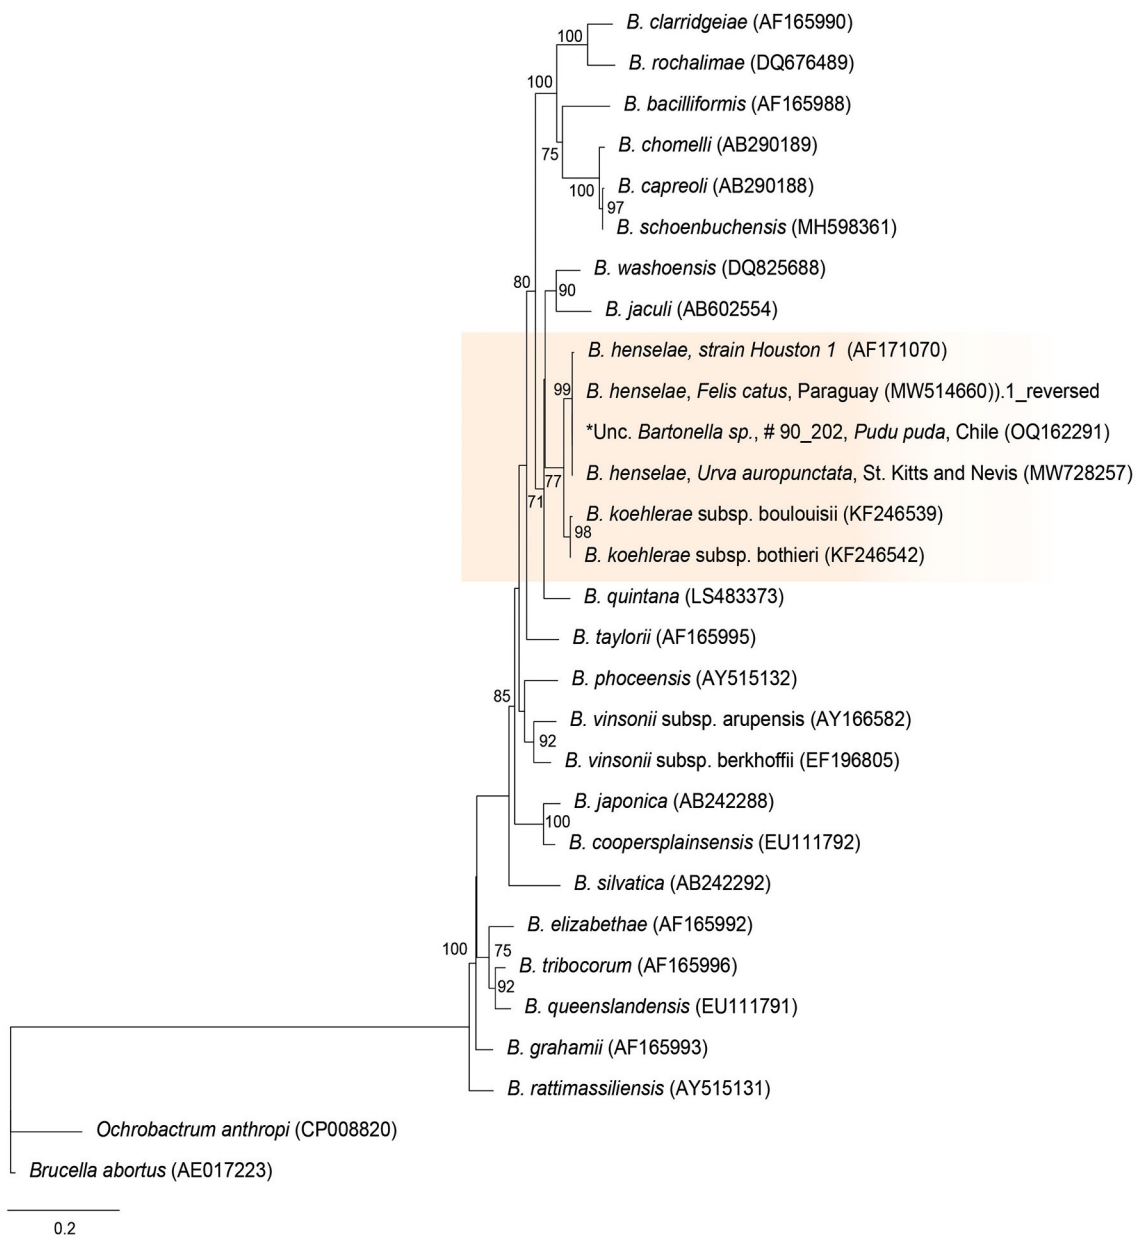 B. clarridgeiae (AF165990)
100
B. rochalimae (DQ676489)
100
B. bacilliformis (AF165988)
B. chomelli (AB290189)
75
B. capreoli (AB290188)
100
97
B. schoenbuchensis (MH598361)
B. washoensis (DQ825688)
80
90
B. jaculi (AB602554)
B. henselae, strain Houston 1 (AF171070)
99
B. henselae, Felis catus, Paraguay (MW514660)).1_reversed
*Unc. Bartonella sp., # 90_202, Pudu puda, Chile (OQ162291)
B. henselae, Urva auropunctata, St. Kitts and Nevis (MW728257)
77
71
B. koehlerae subsp. boulouisii (KF246539)
98
B. koehlerae subsp. bothieri (KF246542)
B. quintana (LS483373)
B. taylorii (AF165995)
B. phoceensis (AY515132)
85
B. vinsonii subsp. arupensis (AY166582)
92
B. vinsonii subsp. berkhoffii (EF196805)
B. japonica (AB242288)
100
B. coopersplainsensis (EU111792)
B. silvatica (AB242292)
B. elizabethae (AF165992)
100
75
B. tribocorum (AF165996)
92
B. queenslandensis (EU111791)
B. grahamii (AF165993)
B. rattimassiliensis (AY515131)
Ochrobactrum anthropi (CP008820)
Brucella abortus (AE017223)
0.2